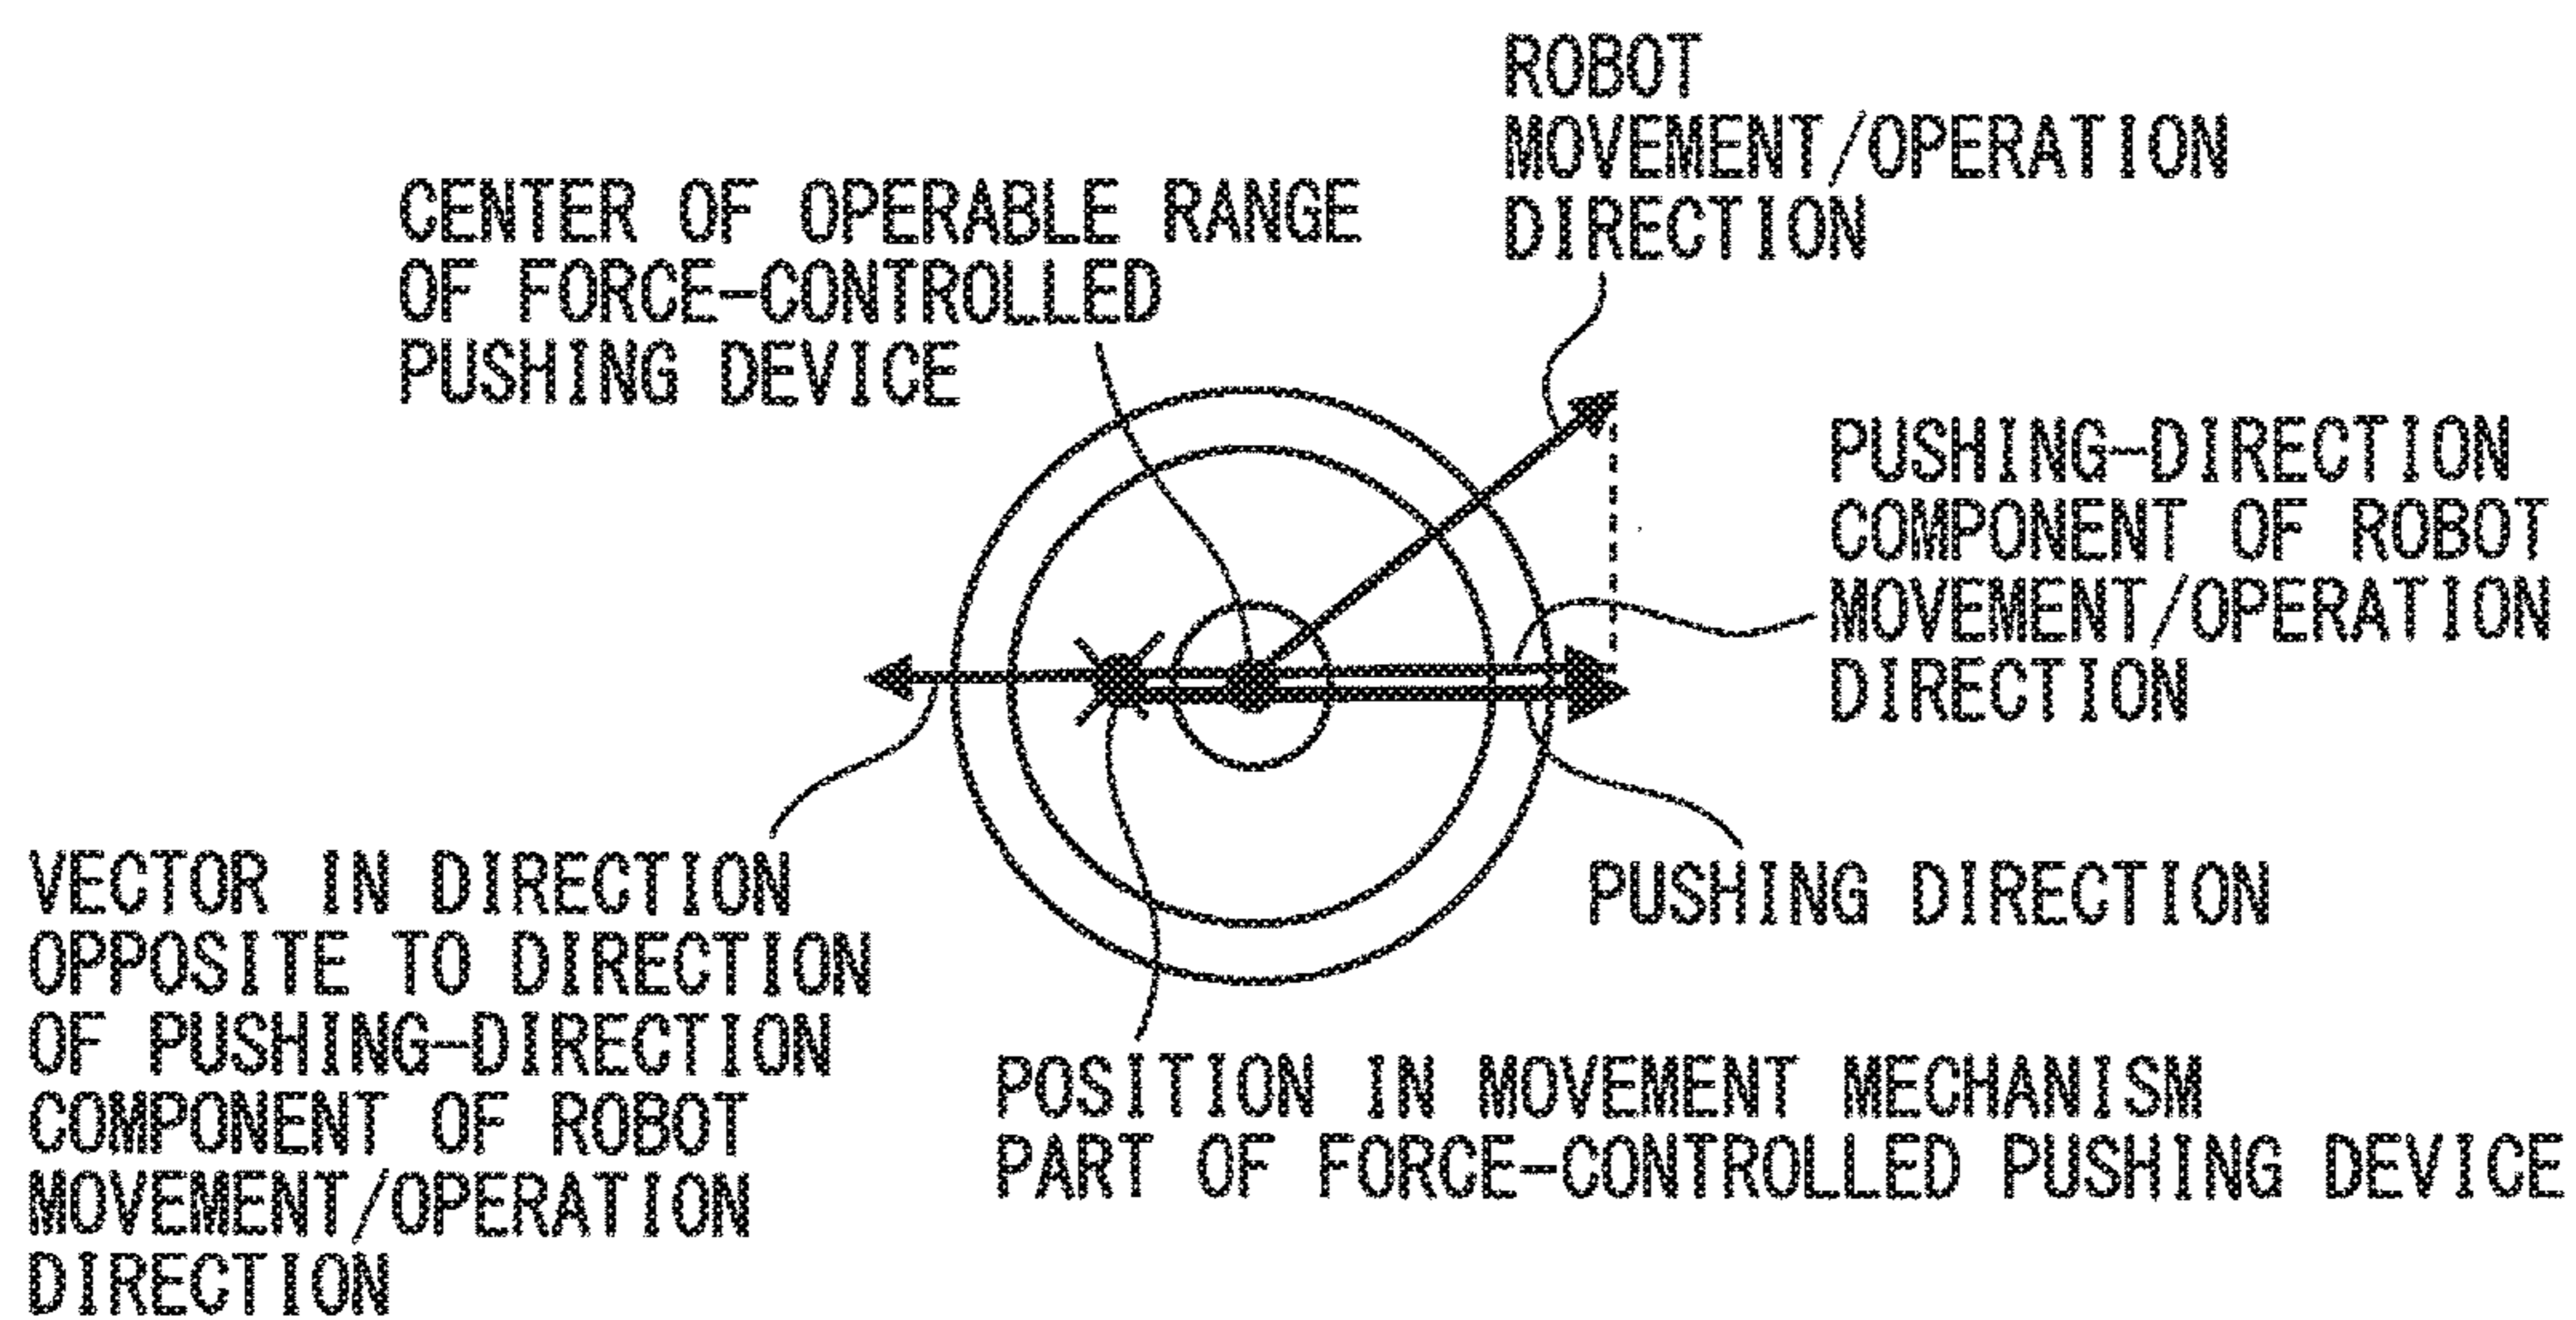 ROBOT
MOVEMENT/OPERATION
DIRECTION
CENTER OF OPERABLE RANGE
OF FORCE-CONTROLLED
PUSHING DEVICE
PUSHING-DIRECTION
COMPONENT OF ROBOT
MOVEMENT/OPERATION
DIRECTION
VECTOR IN DIRECTION
OPPOSITE TO DIRECTION
OF PUSHING-DIRECTION
COMPONENT OF ROBOT
MOVEMENT/OPERATION
DIRECTION
PUSHING DIRECTION
POSITION IN MOVEMENT MECHANISM
PART OF FORCE-CONTROLLED PUSHING DEVICE